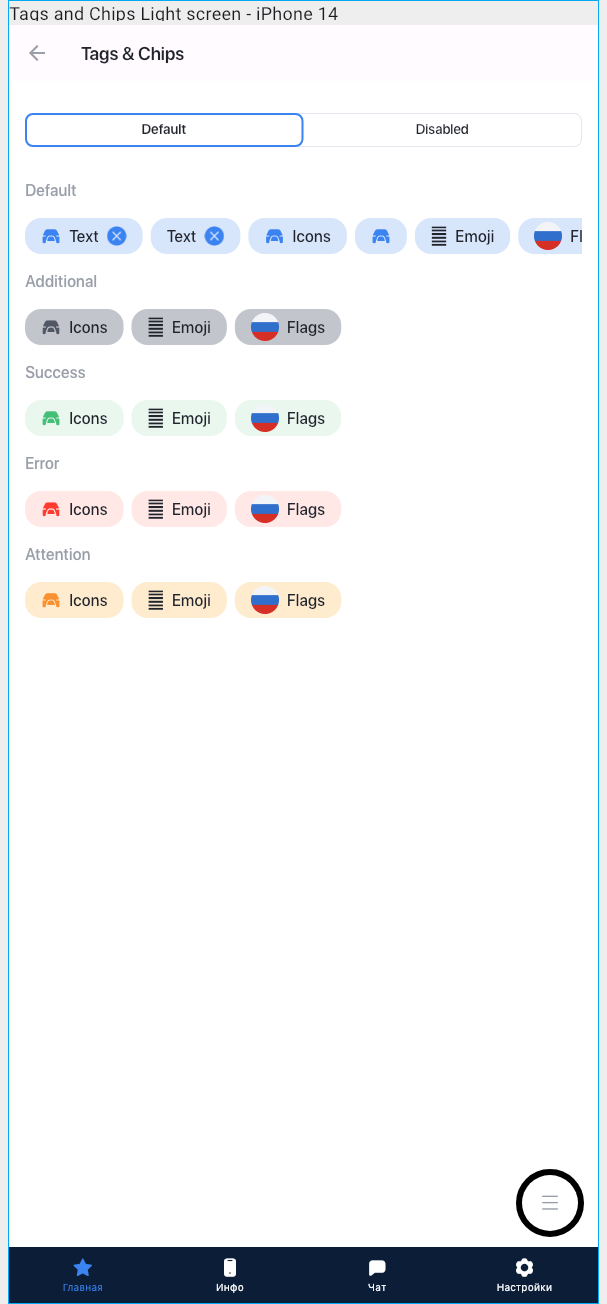 Tags and Chips Light screen - iPhone 14
Tags & Chips
Default Disabled
Default
Text Text Icons Emoji Fl
Additional
Icons Emoji Flags
Success
Icons Emoji Flags
Error
Icons Emoji Flags
Attention
Icons Emoji Flags
Главная Инфо Чат Настройки